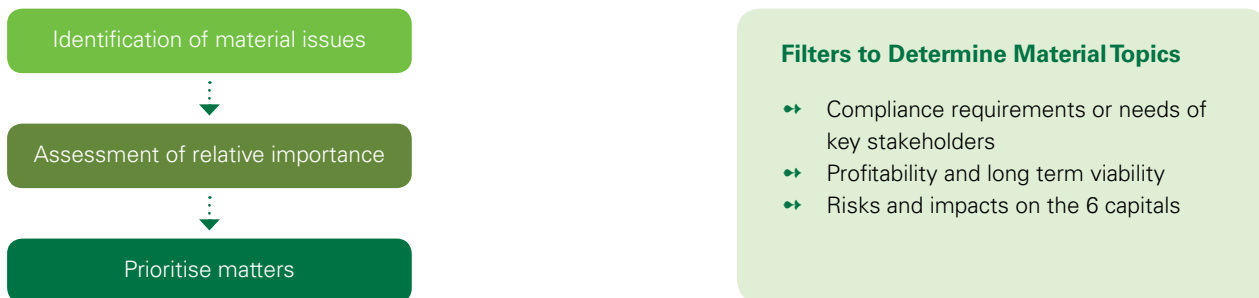 Identification of material issues
Assessment of relative importance
Prioritise matters
Filters to Determine Material Topics
Compliance requirements or needs of
key stakeholders
Profitability and long term viability
Risks and impacts on the 6 capitals